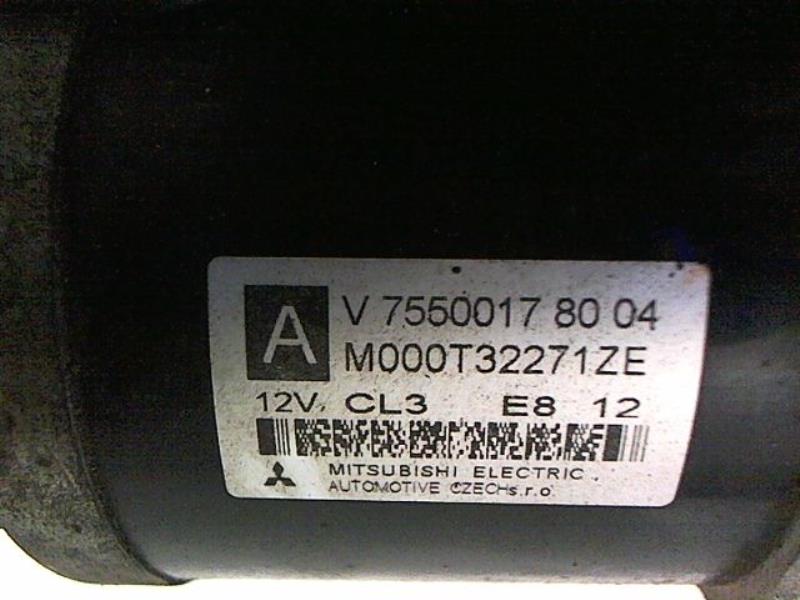 A
V 7550017 80 04
M000T32271ZE
12V, CL3 E8 12
MITSUBISHI ELECTRIC
AUTOMOTIVE CZECH s.r.o